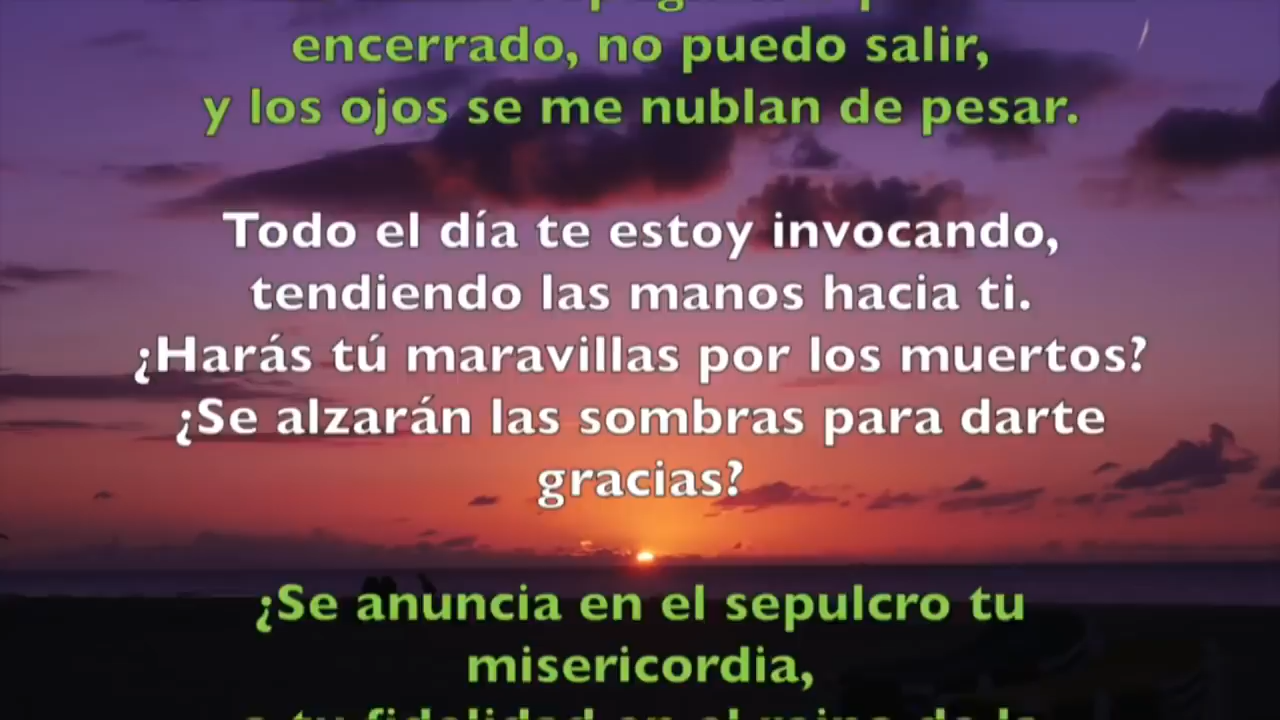 encerrado, no puedo salir,
y los ojos se me nublan de pesar.
Todo el día te estoy invocando,
tendiendo las manos hacia ti.
¿Harás tú maravillas por los muertos?
¿Se alzarán las sombras para darte
gracias?
¿Se anuncia en el sepulcro tu
misericordia,